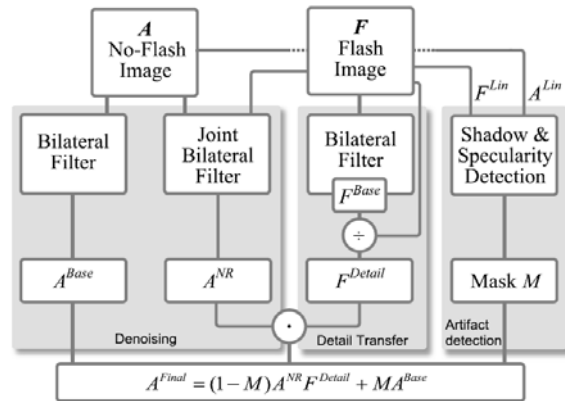 A
No-Flash
Image
F
Flash
Image
F^{Lin}
A^{Lin}
Bilateral
Filter
Joint
Bilateral
Filter
Bilateral
Filter
F^{Base}
Shadow &
Specularity
Detection
÷
A^{Base}
A^{NR}
F^{Detail}
Mask M
·
Denoising
Detail Transfer
Artifact
detection
A^{Final} = (1−M)A^{NR}F^{Detail} + MA^{Base}